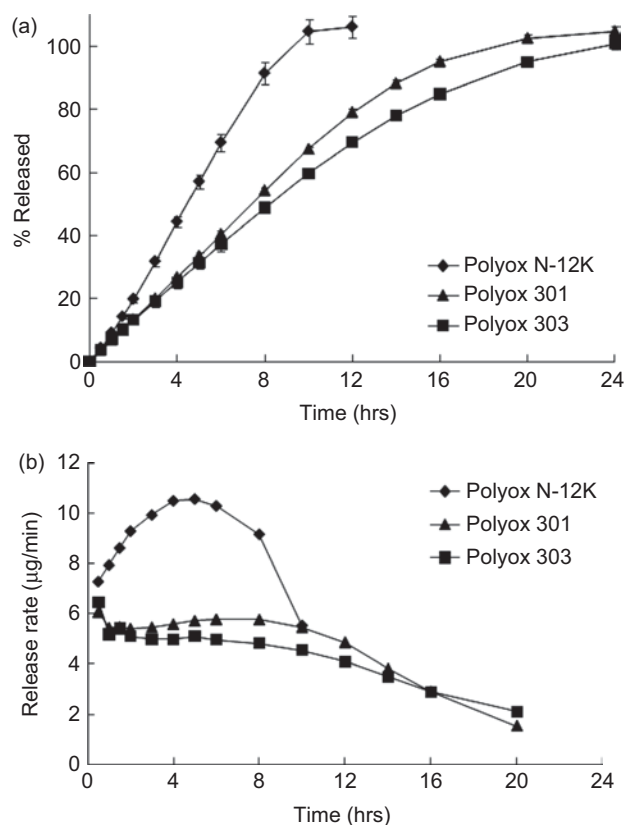 (a)
100
80
60
40
20
0
% Released
Polyox N-12K
Polyox 301
Polyox 303
0 4 8 12 16 20 24
Time (hrs)
(b)
12
10
8
6
4
2
0
Release rate (μg/min)
Polyox N-12K
Polyox 301
Polyox 303
0 4 8 12 16 20 24
Time (hrs)